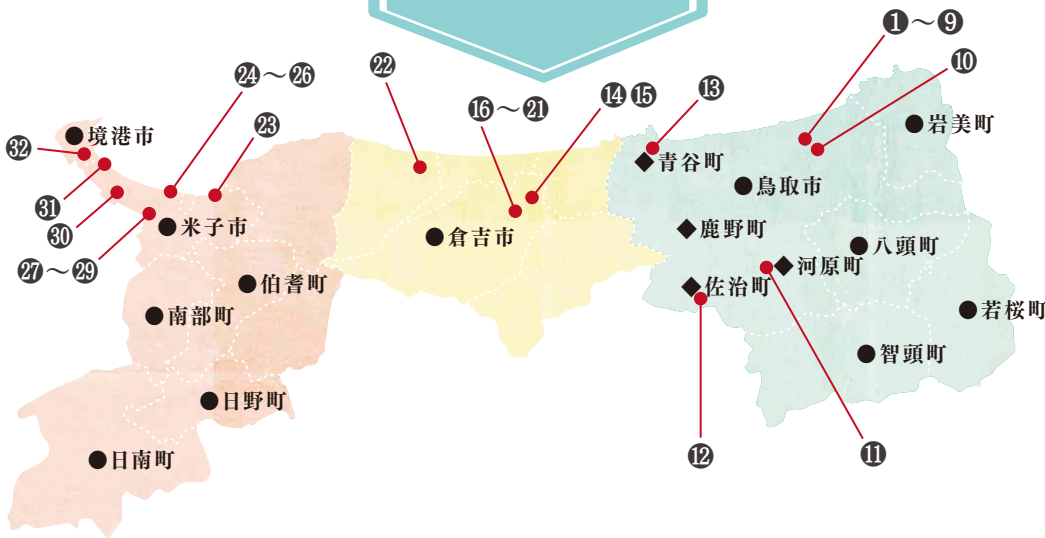 ❶〜❾
❿
⓭
⓮⓯
⓰〜㉑
㉒
㉔〜㉖
㉓
境港市
㉜
㉛
㉚
㉗〜㉙
米子市
伯耆町
南部町
日野町
日南町
倉吉市
岩美町
青谷町
鳥取市
鹿野町
八頭町
河原町
佐治町
若桜町
智頭町
⓬
⓫